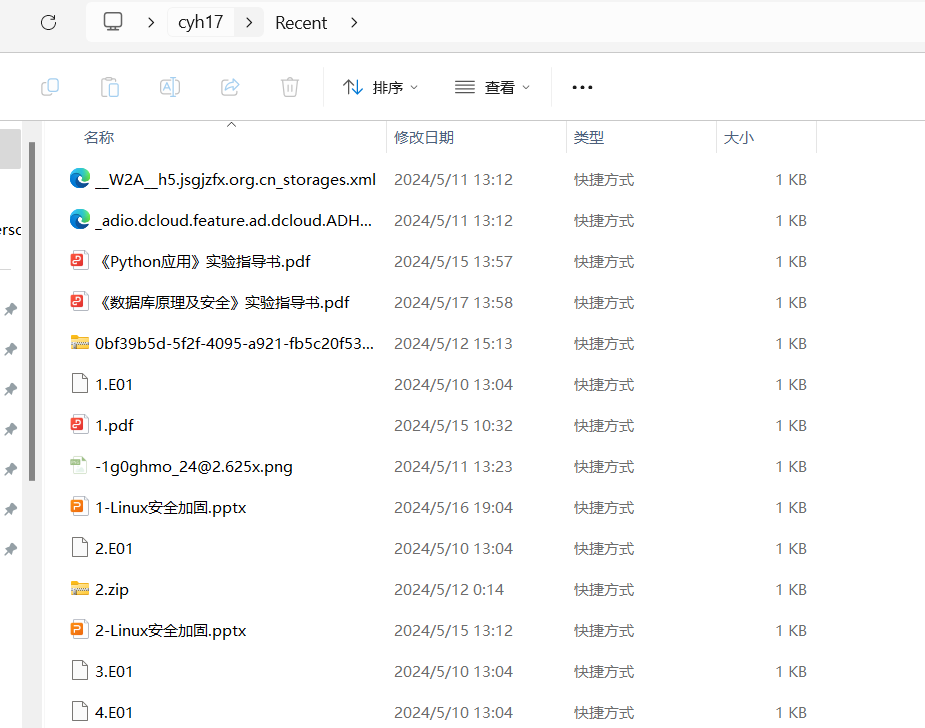 cyh17 Recent
排序 查看
名称 修改日期 类型 大小
__W2A__h5.jsgjzfx.org.cn_storages.xml 2024/5/11 13:12 快捷方式 1 KB
_adio.dcloud.feature.ad.dcloud.ADH... 2024/5/11 13:12 快捷方式 1 KB
《Python应用》实验指导书.pdf 2024/5/15 13:57 快捷方式 1 KB
《数据库原理及安全》实验指导书.pdf 2024/5/17 13:58 快捷方式 1 KB
0bf39b5d-5f2f-4095-a921-fb5c20f53... 2024/5/12 15:13 快捷方式 1 KB
1.E01 2024/5/10 13:04 快捷方式 1 KB
1.pdf 2024/5/15 10:32 快捷方式 1 KB
-1g0ghmo_24@2.625x.png 2024/5/11 13:23 快捷方式 1 KB
1-Linux安全加固.pptx 2024/5/16 19:04 快捷方式 1 KB
2.E01 2024/5/10 13:04 快捷方式 1 KB
2.zip 2024/5/12 0:14 快捷方式 1 KB
2-Linux安全加固.pptx 2024/5/15 13:12 快捷方式 1 KB
3.E01 2024/5/10 13:04 快捷方式 1 KB
4.E01 2024/5/10 13:04 快捷方式 1 KB